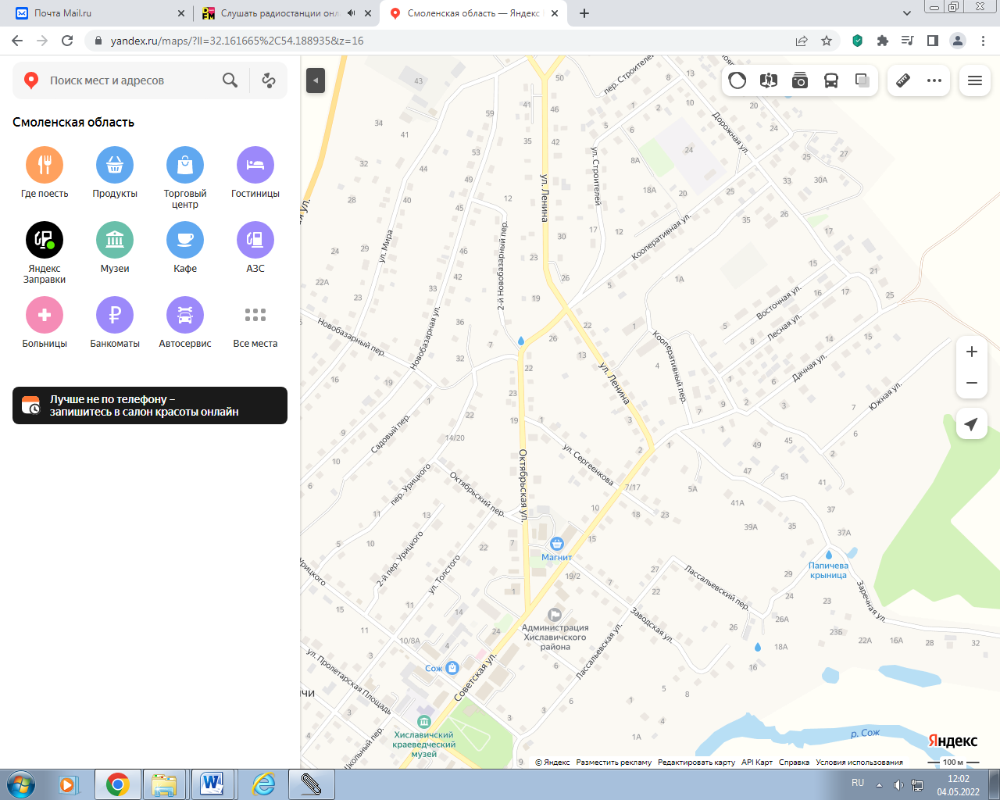 Почта Mail.ru
Слушать радиостанции онл
Смоленская область — Яндекс
yandex.ru/maps/?ll=32.161665%2C54.188935&z=16
Поиск мест и адресов
Смоленская область
Где поесть
Продукты
Торговый
центр
Гостиницы
Яндекс
Заправки
Музеи
Кафе
АЗС
Больницы
Банкоматы
Автосервис
Все места
Лучше не по телефону –
запишитесь в салон красоты онлайн
пер. Строителей
Дорожная ул.
ул. Строителей
ул. Ленина
ул. Мира
2-й Новобазарный пер.
Кооперативная ул.
Восточная ул.
Лесная ул.
Новобазарный пер.
Новобазарная ул.
Кооперативный пер.
ул. Ленина
Дачная ул.
Южная ул.
Садовый пер.
ул. Сергеенкова
Октябрьская ул.
пер. Урицкого
Октябрьский пер.
2-й пер. Урицкого
ул. Толстого
Урицкого
Магнит
Папичева
крыница
Лассальевский пер.
Заречная ул.
Администрация
Хиславичского
района
Заводская ул.
Лассальевская ул.
Сож
Советская ул.
ул. Пролетарская Площадь
чи
Школьный пер.
Хиславичский
краеведческий
музей
р. Сож
Яндекс
© Яндекс Разместить рекламу Редактировать карту API Карт Справка Условия использования
100 м
RU
12:02
04.05.2022